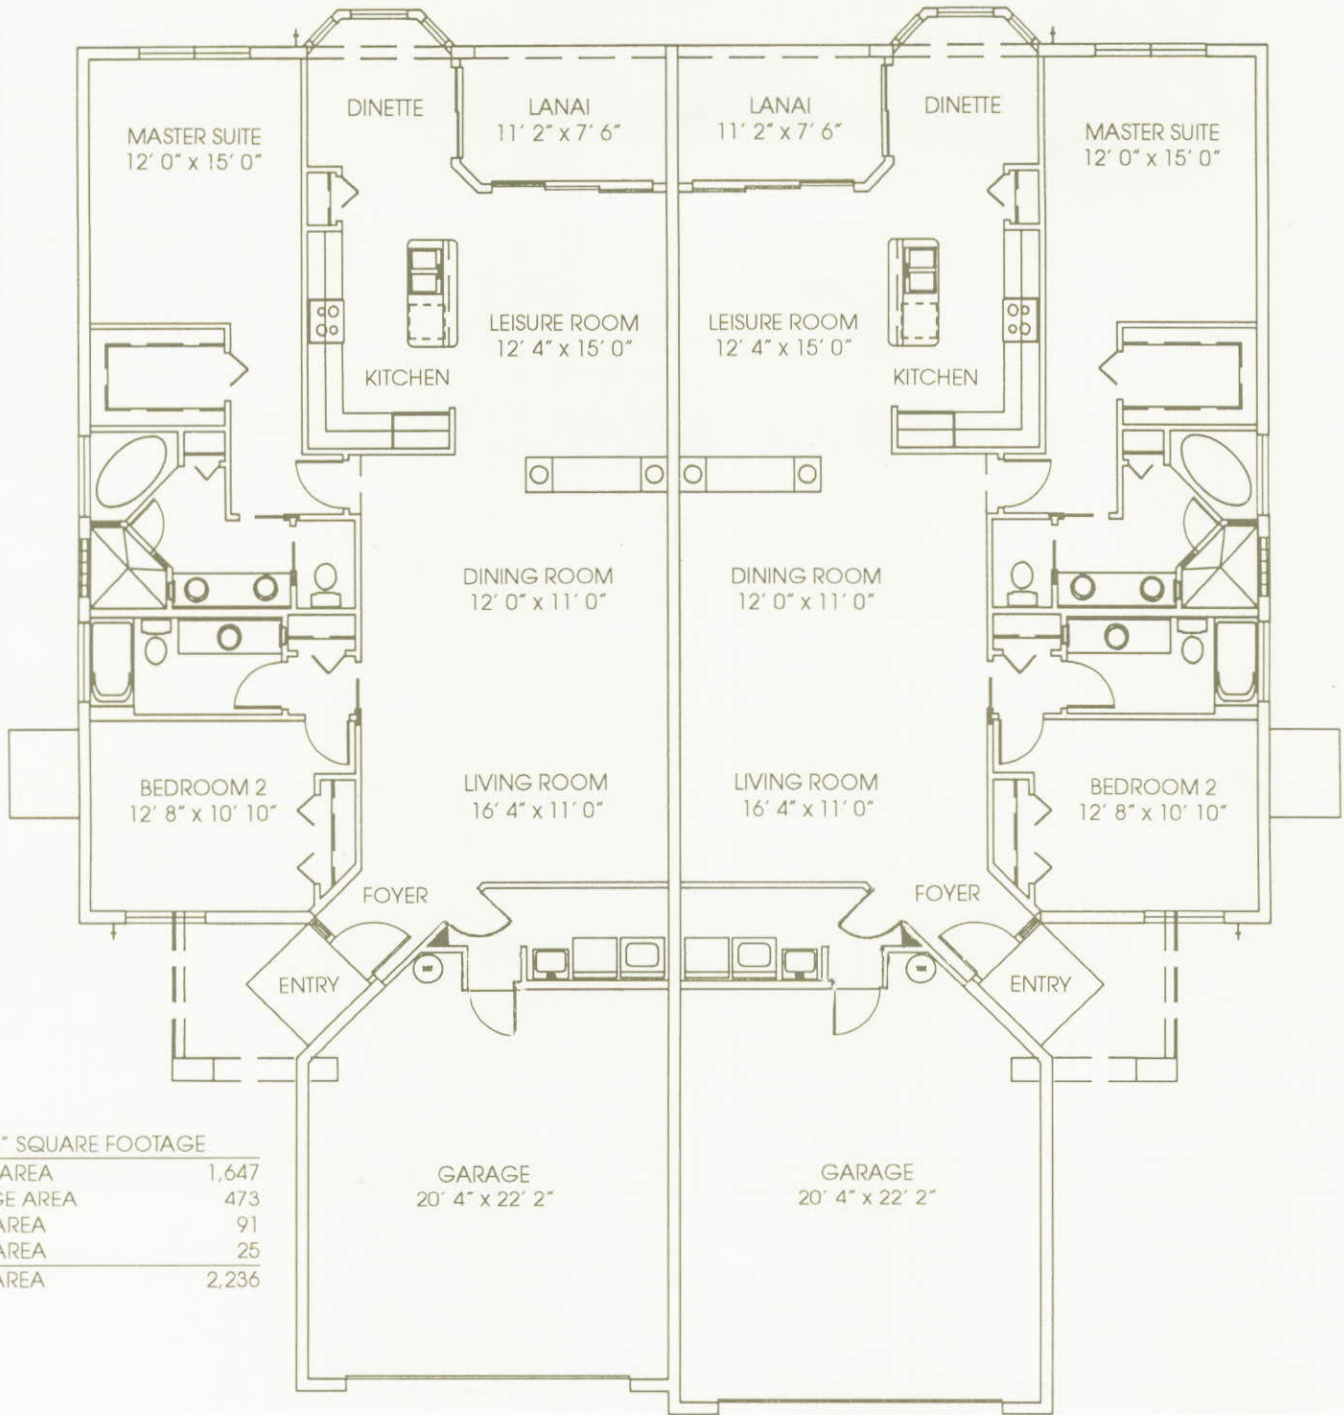 DINETTE
LANAI
11' 2" x 7' 6"
LANAI
11' 2" x 7' 6"
DINETTE
MASTER SUITE
12' 0" x 15' 0"
MASTER SUITE
12' 0" x 15' 0"
LEISURE ROOM
12' 4" x 15' 0"
LEISURE ROOM
12' 4" x 15' 0"
KITCHEN
KITCHEN
DINING ROOM
12' 0" x 11' 0"
DINING ROOM
12' 0" x 11' 0"
BEDROOM 2
12' 8" x 10' 10"
LIVING ROOM
16' 4" x 11' 0"
LIVING ROOM
16' 4" x 11' 0"
BEDROOM 2
12' 8" x 10' 10"
FOYER
FOYER
ENTRY
ENTRY
GARAGE
20' 4" x 22' 2"
GARAGE
20' 4" x 22' 2"
" SQUARE FOOTAGE
AREA 1,647
GE AREA 473
AREA 91
AREA 25
AREA 2,236